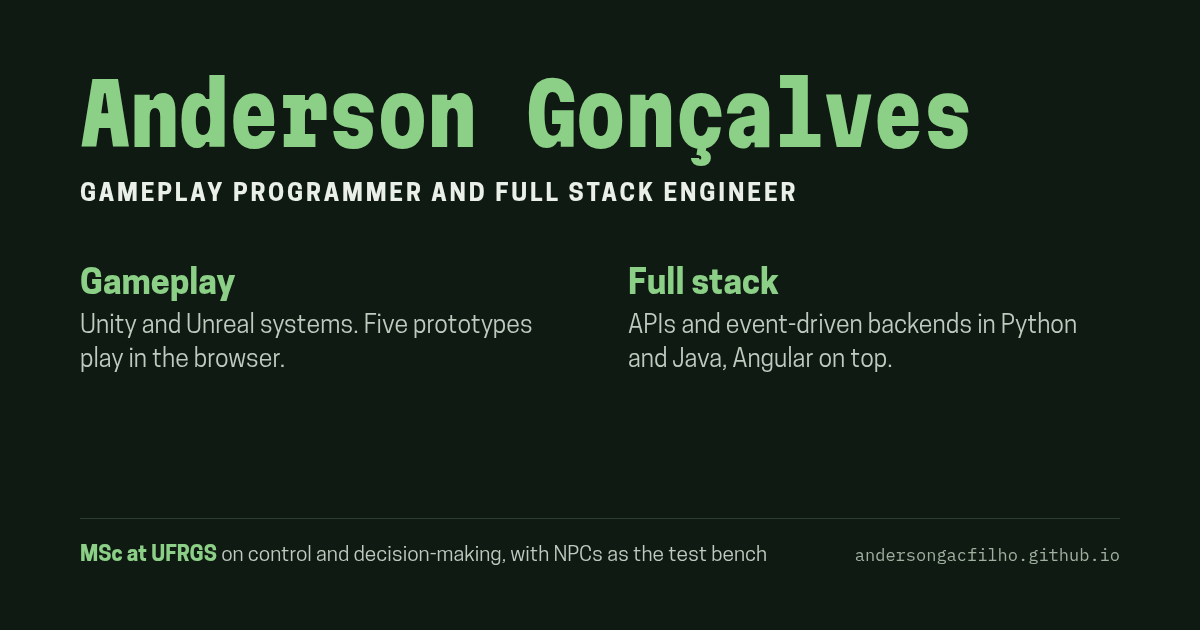 Anderson Gonçalves
GAMEPLAY PROGRAMMER AND FULL STACK ENGINEER
Gameplay
Unity and Unreal systems. Five prototypes
play in the browser.
Full stack
APIs and event-driven backends in Python
and Java, Angular on top.
MSc at UFRGS on control and decision-making, with NPCs as the test bench
andersongacfilho.github.io